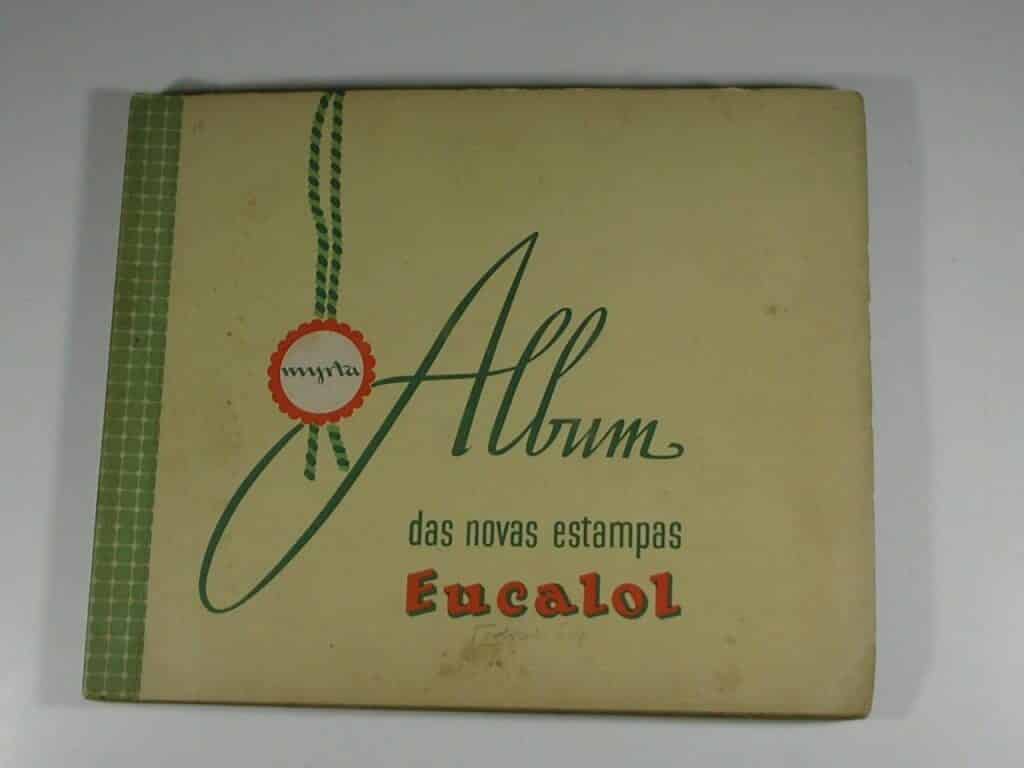 myrta
Album
das novas estampas
Eucalol